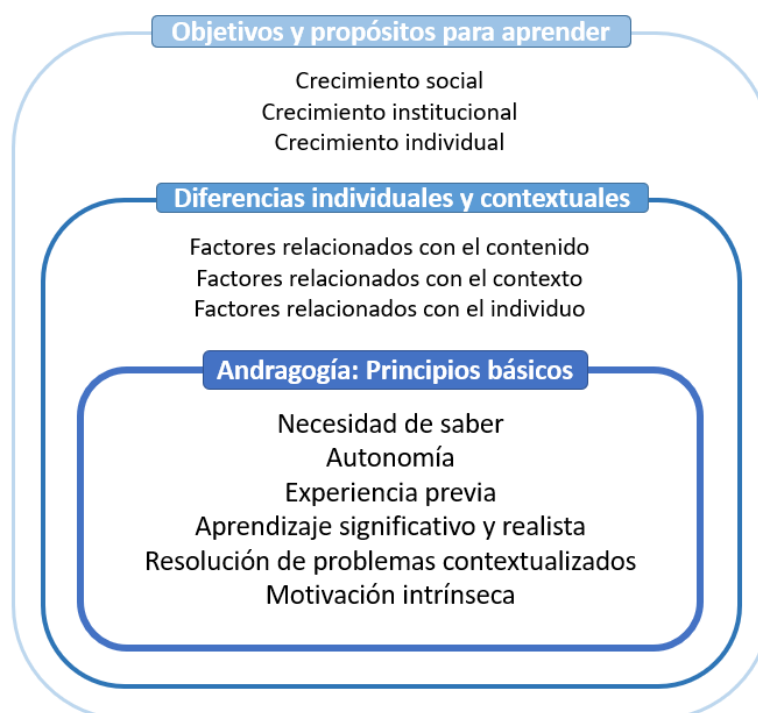 Objetivos y propósitos para aprender
Crecimiento social
Crecimiento institucional
Crecimiento individual
Diferencias individuales y contextuales
Factores relacionados con el contenido
Factores relacionados con el contexto
Factores relacionados con el individuo
Andragogía: Principios básicos
Necesidad de saber
Autonomía
Experiencia previa
Aprendizaje significativo y realista
Resolución de problemas contextualizados
Motivación intrínseca